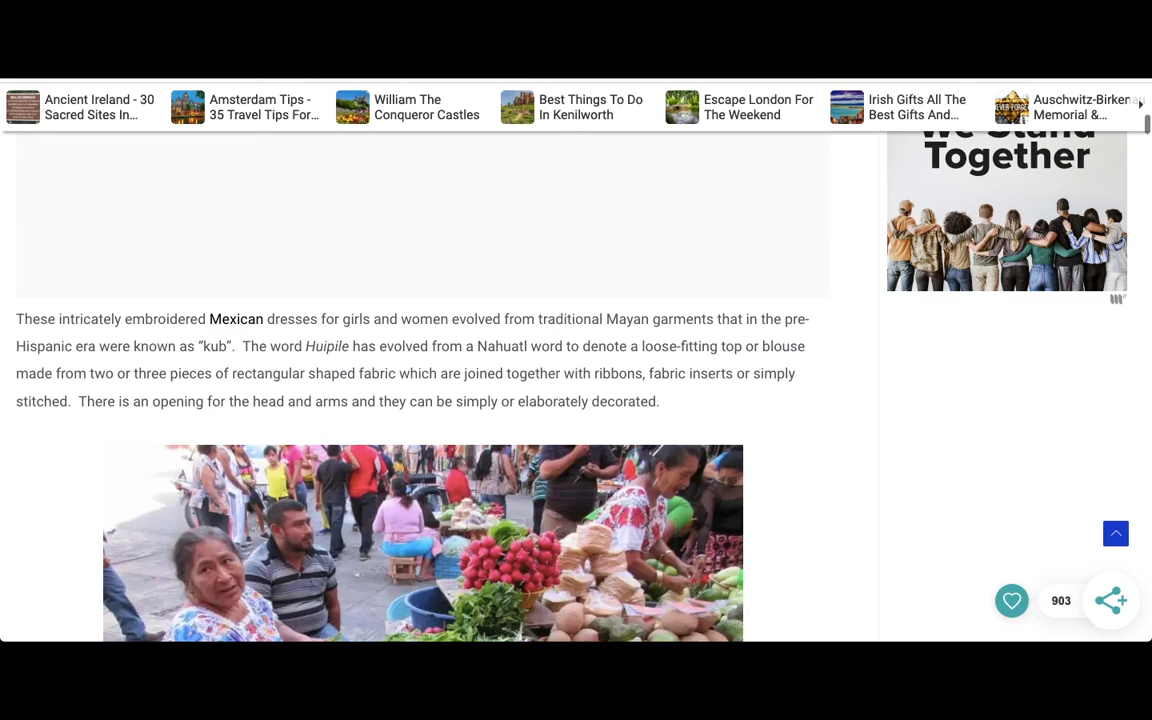 Ancient Ireland - 30
Sacred Sites In...
Amsterdam Tips -
35 Travel Tips For...
William The
Conqueror Castles
Best Things To Do
In Kenilworth
Escape London For
The Weekend
Irish Gifts All The
Best Gifts And...
Auschwitz-Birkenau
Memorial &...
We Stand
Together
These intricately embroidered Mexican dresses for girls and women evolved from traditional Mayan garments that in the pre-
Hispanic era were known as “kub”.  The word Huipile has evolved from a Nahuatl word to denote a loose-fitting top or blouse
made from two or three pieces of rectangular shaped fabric which are joined together with ribbons, fabric inserts or simply
stitched.  There is an opening for the head and arms and they can be simply or elaborately decorated.
903